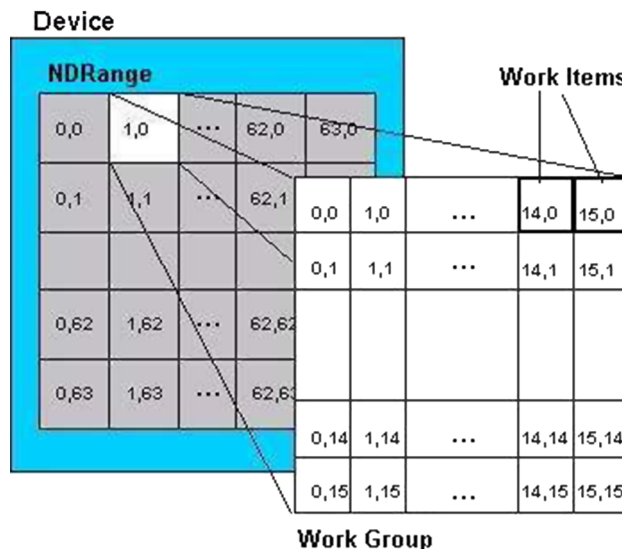 Device
NDRange
Work Items
0,0 1,0 ... 62,0 63,0
0,1 1,1 ... 62,1
0,62 1,62 ... 62,62
0,63 1,63 ... 62,63
0,0 1,0 ... 14,0 15,0
0,1 1,1 ... 14,1 15,1
0,14 1,14 ... 14,14 15,14
0,15 1,15 ... 14,15 15,15
Work Group